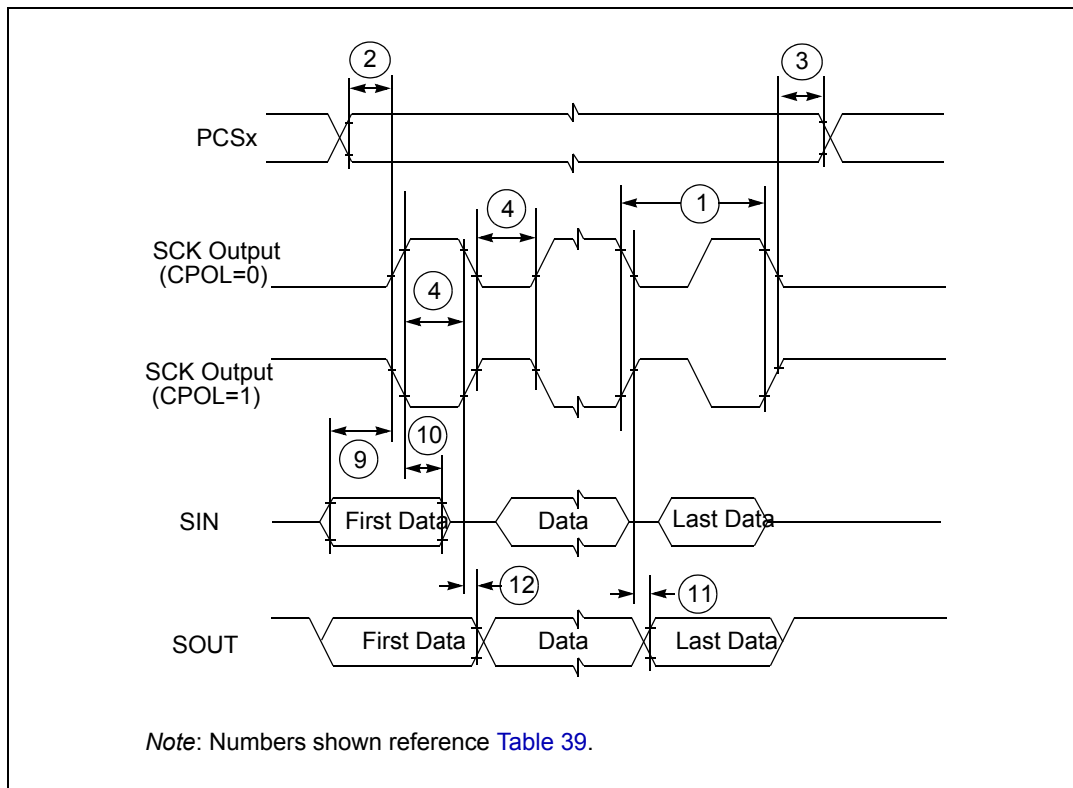 2
3
PCSx
4
1
SCK Output
(CPOL=0)
4
SCK Output
(CPOL=1)
9
10
SIN
First Data
Data
Last Data
12
11
SOUT
First Data
Data
Last Data
Note: Numbers shown reference Table 39.